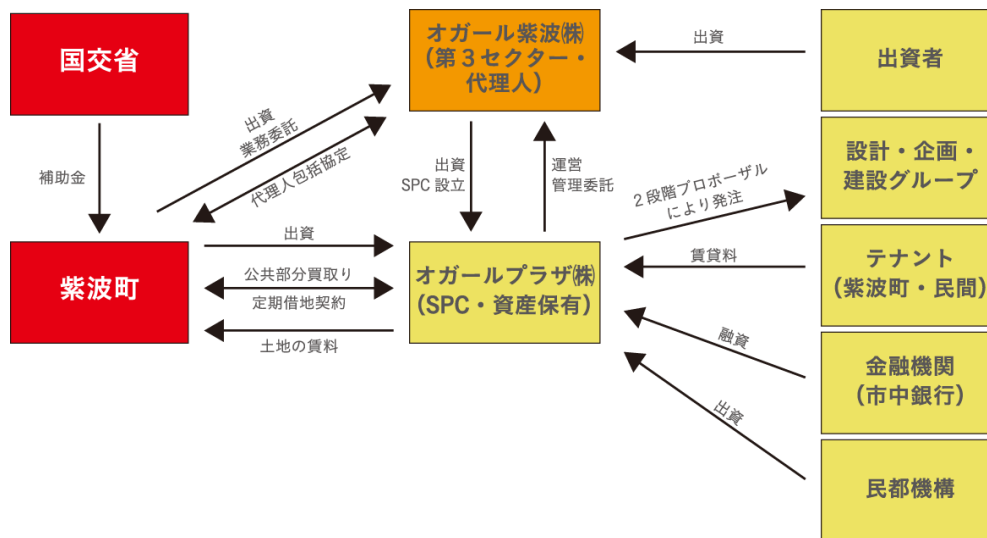 国交省
オガール紫波㈱
（第３セクター・
代理人）
出資
出資者
出資
業務委託
代理人包括協定
補助金
出資
SPC 設立
運営
管理委託
設計・企画・
建設グループ
２段階プロポーザル
により発注
紫波町
出資
公共部分買取り
定期借地契約
土地の賃料
オガールプラザ㈱
（SPC・資産保有）
賃貸料
テナント
（紫波町・民間）
融資
金融機関
（市中銀行）
出資
民都機構